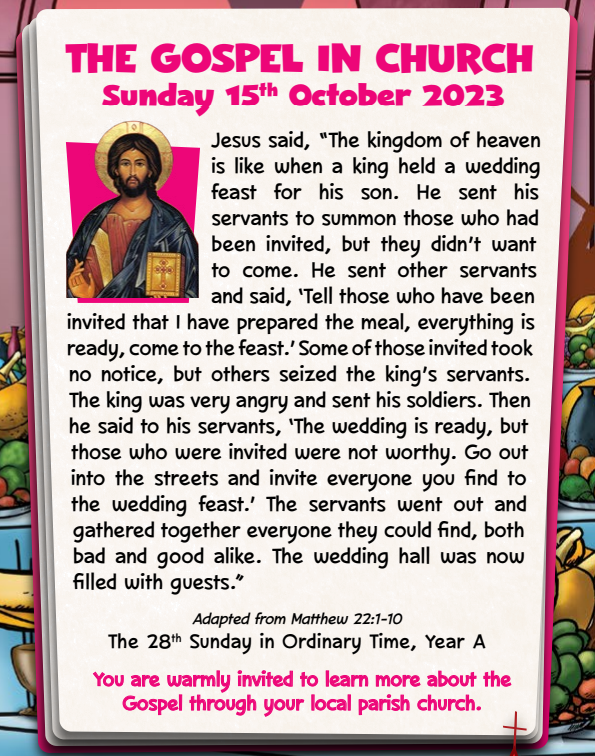 THE GOSPEL IN CHURCH
Sunday 15th October 2023
Jesus said, "The kingdom of heaven
is like when a king held a wedding
feast for his son. He sent his
servants to summon those who had
been invited, but they didn't want
to come. He sent other servants
and said, 'Tell those who have been
invited that I have prepared the meal, everything is
ready, come to the feast.' Some of those invited took
no notice, but others seized the king's servants.
The king was very angry and sent his soldiers. Then
he said to his servants, 'The wedding is ready, but
those who were invited were not worthy. Go out
into the streets and invite everyone you find to
the wedding feast.' The servants went out and
gathered together everyone they could find, both
bad and good alike. The wedding hall was now
filled with guests."
Adapted from Matthew 22:1-10
The 28th Sunday in Ordinary Time, Year A
You are warmly invited to learn more about the
Gospel through your local parish church.